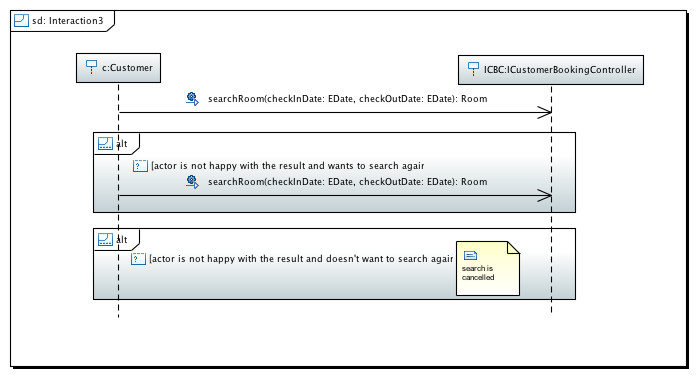 sd: Interaction3
c:Customer
ICBC:ICustomerBookingController
searchRoom(checkInDate: EDate, checkOutDate: EDate): Room
alt
[actor is not happy with the result and wants to search agair
searchRoom(checkInDate: EDate, checkOutDate: EDate): Room
alt
[actor is not happy with the result and doesn't want to search agair
search is
cancelled